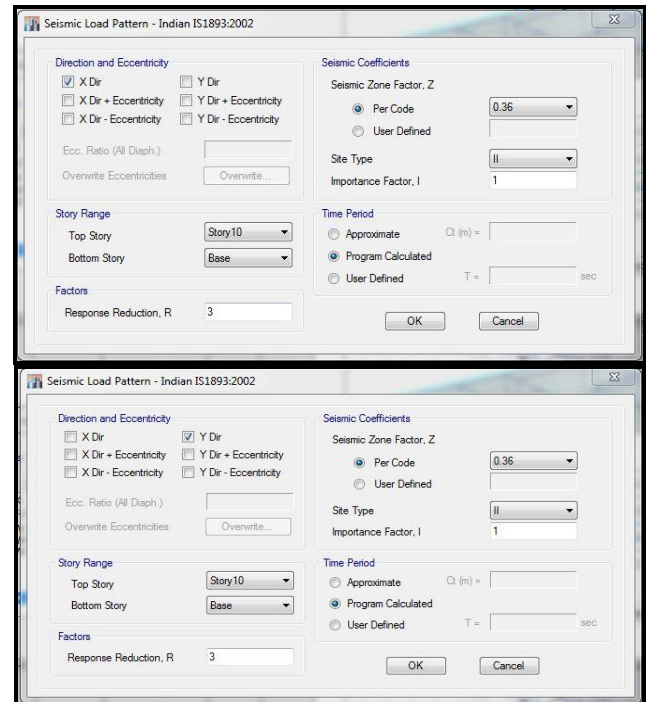 Seismic Load Pattern - Indian IS1893:2002
Direction and Eccentricity
X Dir Y Dir
X Dir + Eccentricity Y Dir + Eccentricity
X Dir - Eccentricity Y Dir - Eccentricity
Ecc. Ratio (All Diaph.)
Overwrite Eccentricities Overwrite...
Story Range
Top Story Story10
Bottom Story Base
Factors
Response Reduction, R 3
Seismic Coefficients
Seismic Zone Factor, Z
Per Code 0.36
User Defined
Site Type II
Importance Factor, I 1
Time Period
Approximate Ct (m) =
Program Calculated
User Defined T = sec
OK Cancel
Seismic Load Pattern - Indian IS1893:2002
Direction and Eccentricity
X Dir Y Dir
X Dir + Eccentricity Y Dir + Eccentricity
X Dir - Eccentricity Y Dir - Eccentricity
Ecc. Ratio (All Diaph.)
Overwrite Eccentricities Overwrite...
Story Range
Top Story Story10
Bottom Story Base
Factors
Response Reduction, R 3
Seismic Coefficients
Seismic Zone Factor, Z
Per Code 0.36
User Defined
Site Type II
Importance Factor, I 1
Time Period
Approximate Ct (m) =
Program Calculated
User Defined T = sec
OK Cancel